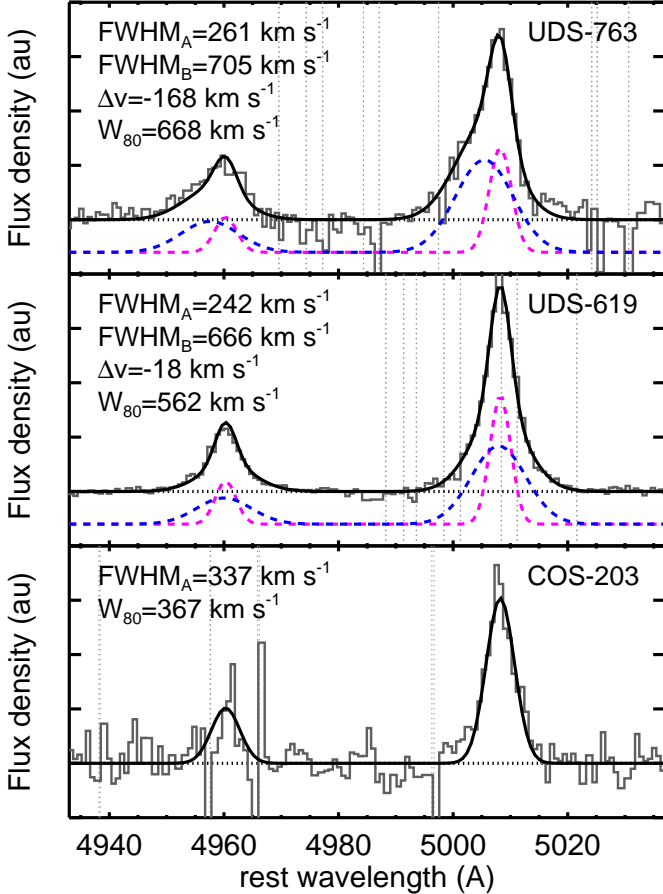 FWHM_A=261 km s⁻¹
UDS-763
FWHM_B=705 km s⁻¹
Δv=-168 km s⁻¹
W_80=668 km s⁻¹
Flux density (au)
FWHM_A=242 km s⁻¹
UDS-619
FWHM_B=666 km s⁻¹
Δv=-18 km s⁻¹
W_80=562 km s⁻¹
Flux density (au)
FWHM_A=337 km s⁻¹
COS-203
W_80=367 km s⁻¹
Flux density (au)
4940 4960 4980 5000 5020
rest wavelength (A)